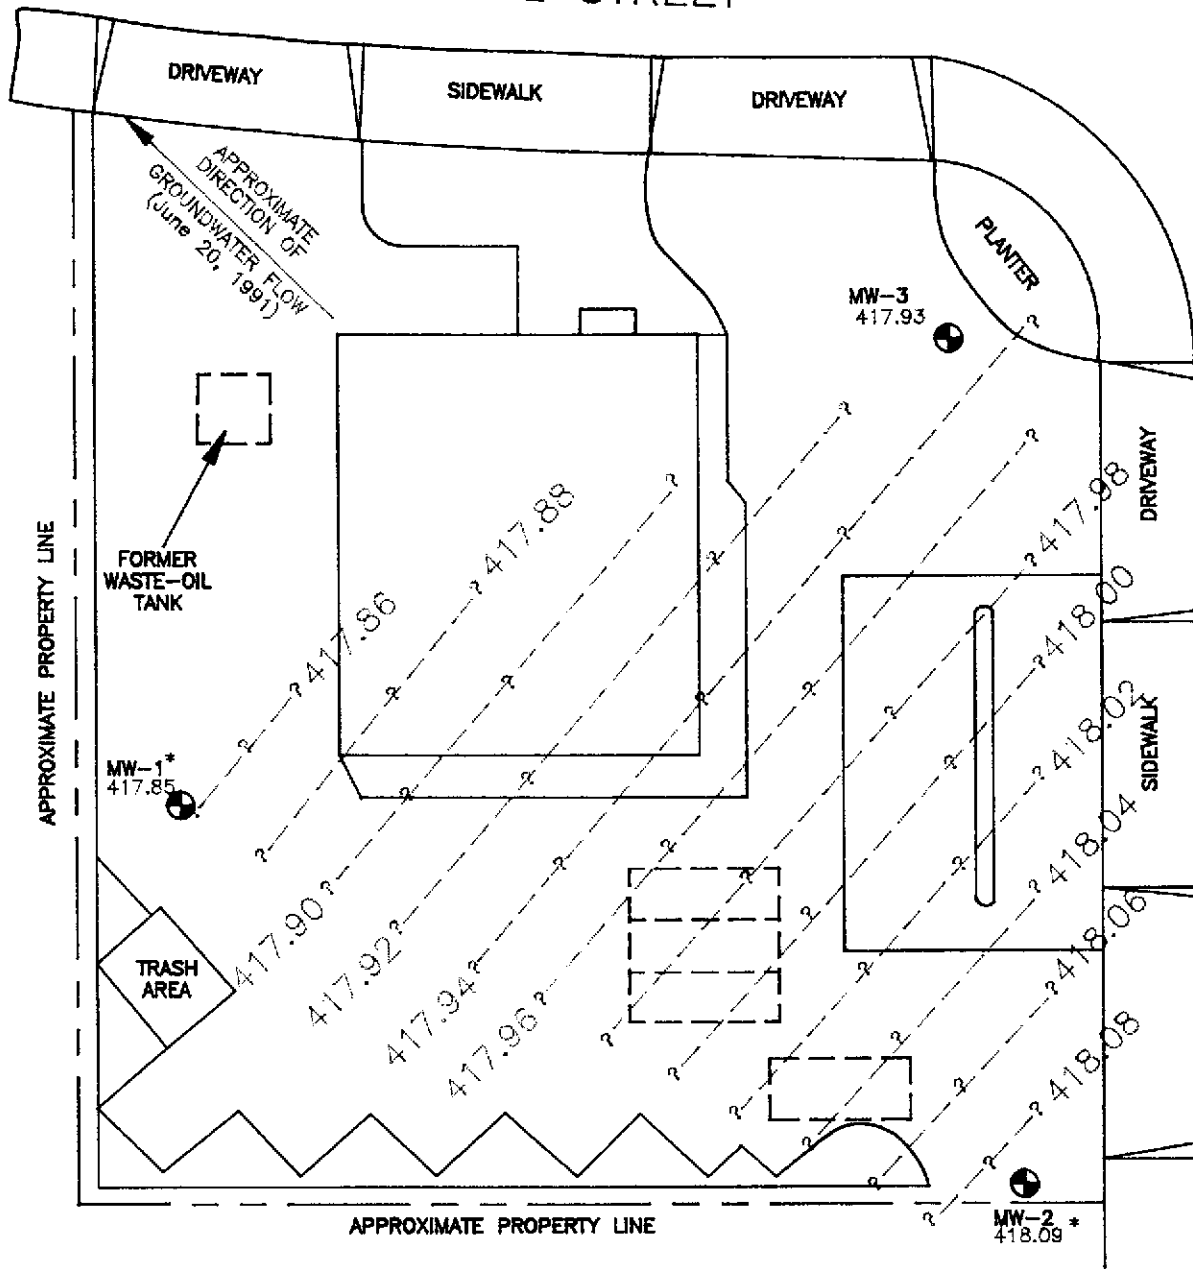 DRIVEWAY
SIDEWALK
DRIVEWAY
APPROXIMATE
DIRECTION OF
GROUNDWATER FLOW
(June 20, 1991)
PLANTER
MW-3
417.93
DRIVEWAY
417.98
417.88
FORMER
WASTE-OIL
TANK
417.86
418.00
APPROXIMATE PROPERTY LINE
418.02
SIDEWALK
MW-1*
417.85
418.04
417.90
417.92
417.94
417.96
418.06
TRASH
AREA
418.08
APPROXIMATE PROPERTY LINE
MW-2 *
418.09